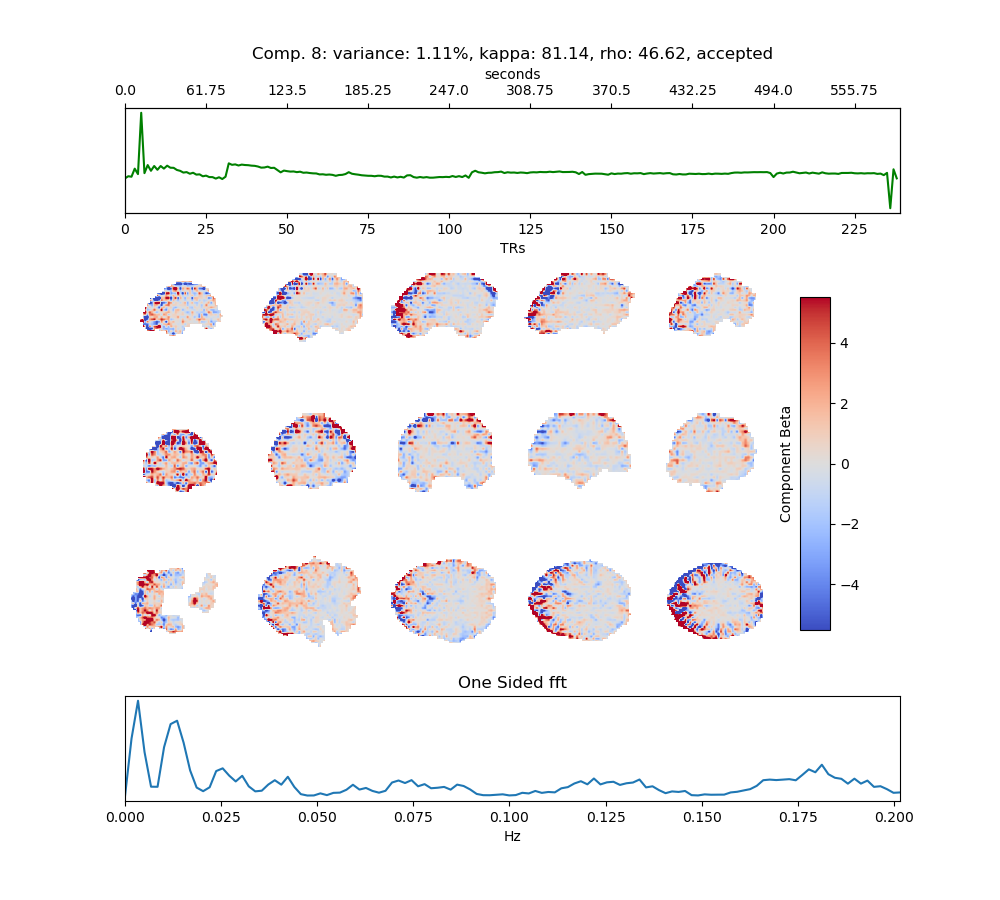 Comp. 8: variance: 1.11%, kappa: 81.14, rho: 46.62, accepted
seconds
0.0 61.75 123.5 185.25 247.0 308.75 370.5 432.25 494.0 555.75
0 25 50 75 100 125 150 175 200 225
TRs
4
2
0
−2
−4
Component Beta
One Sided fft
0.000 0.025 0.050 0.075 0.100 0.125 0.150 0.175 0.200
Hz